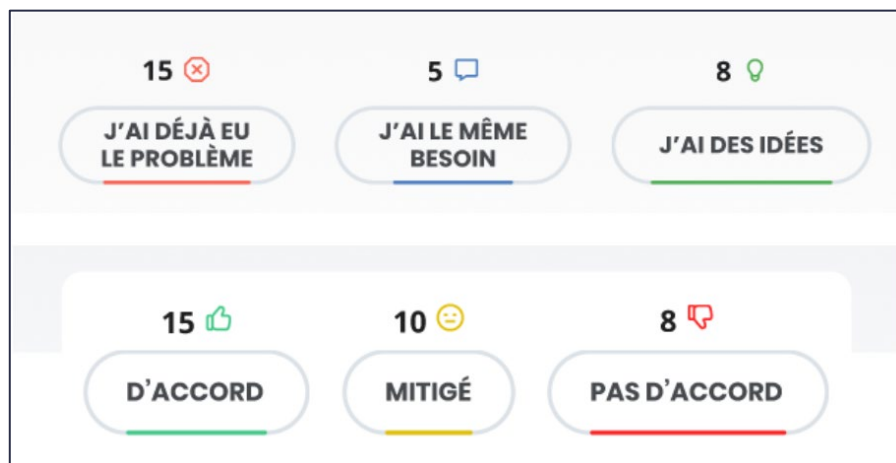 15
5
8
J'AI DÉJÀ EU
LE PROBLÈME
J'AI LE MÊME
BESOIN
J'AI DES IDÉES
15
10
8
D'ACCORD
MITIGÉ
PAS D'ACCORD